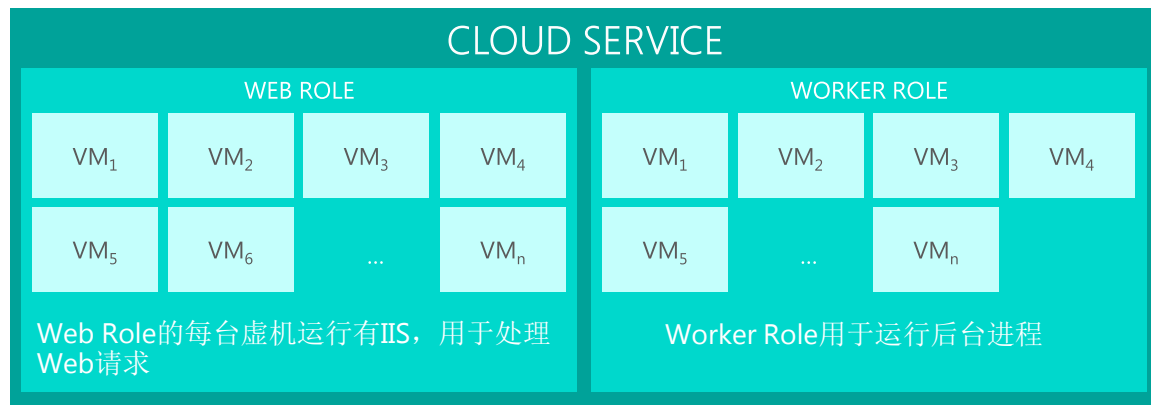 CLOUD SERVICE
WEB ROLE
VM1 VM2 VM3 VM4
VM5 VM6 ... VMn
Web Role的每台虚机运行有IIS，用于处理
Web请求
WORKER ROLE
VM1 VM2 VM3 VM4
VM5 ... VMn
Worker Role用于运行后台进程